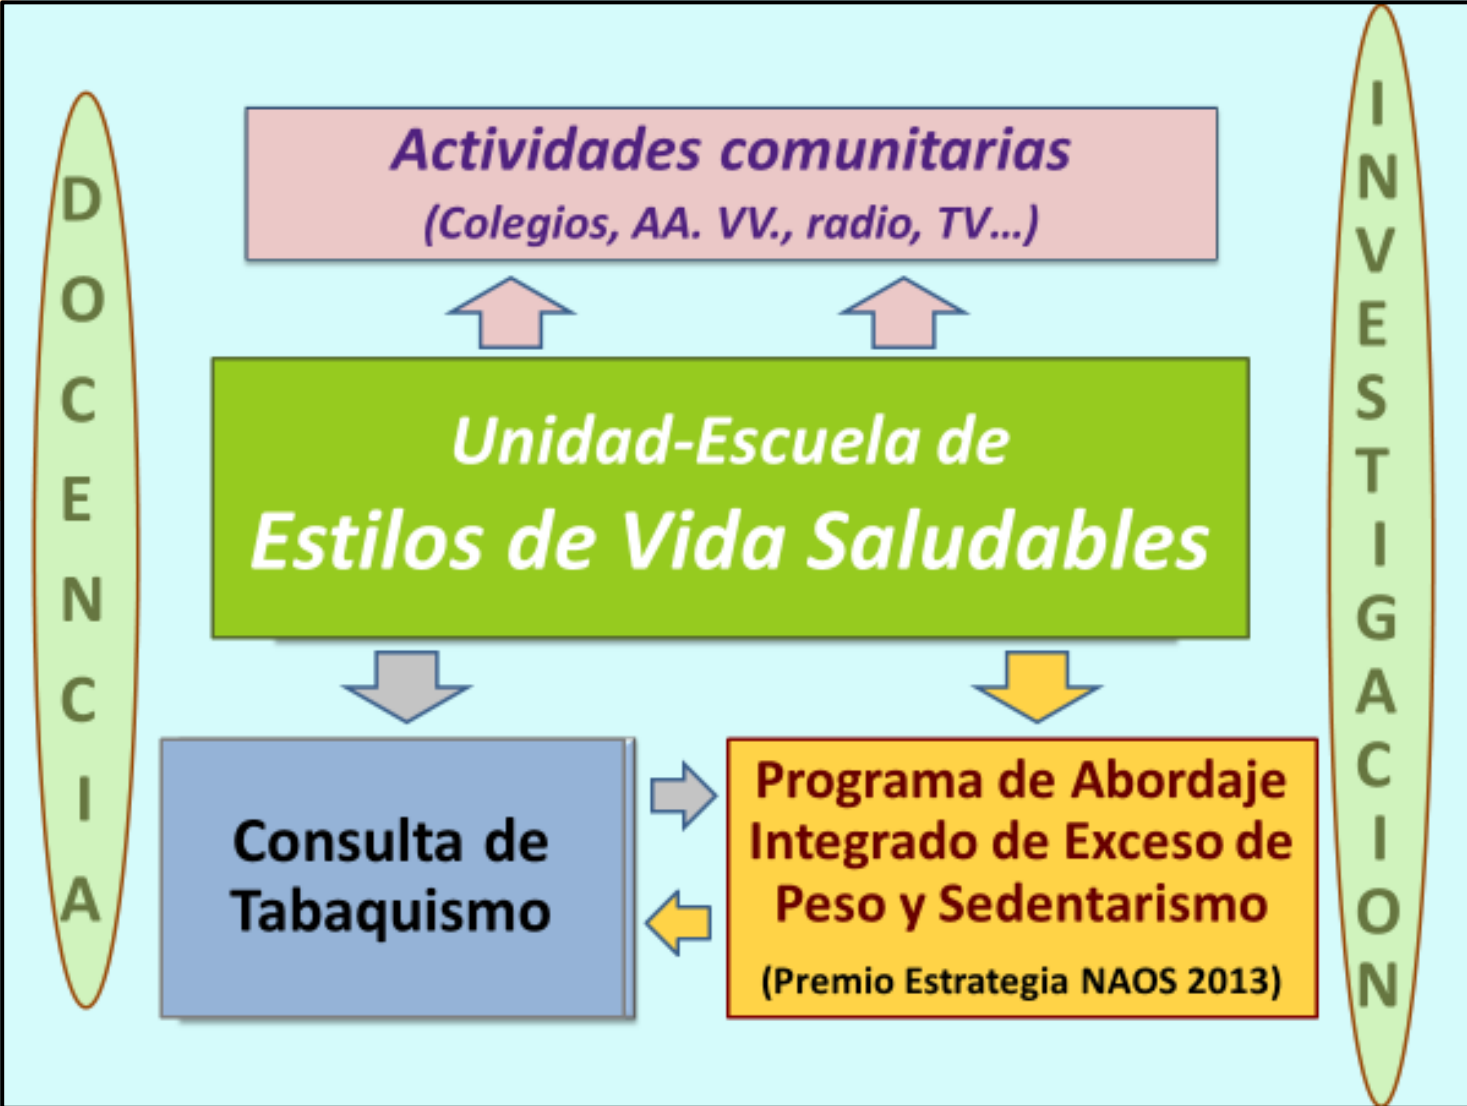 DOCENCIA
Actividades comunitarias
(Colegios, AA. VV., radio, TV...)
Unidad-Escuela de
Estilos de Vida Saludables
Consulta de
Tabaquismo
Programa de Abordaje
Integrado de Exceso de
Peso y Sedentarismo
(Premio Estrategia NAOS 2013)
INVESTIGACION